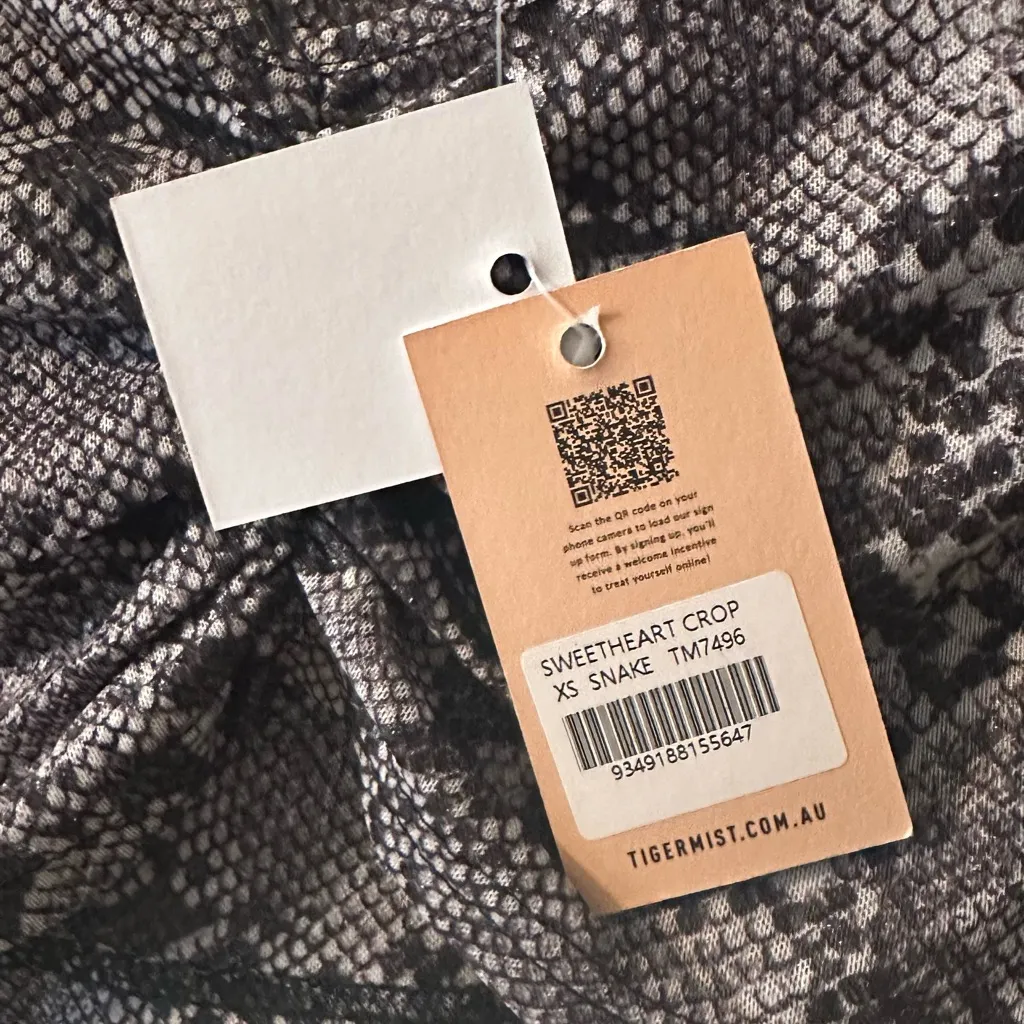 Scan the QR code on your
phone camera to load our sign
up form. By signing up, you'll
receive a welcome incentive
to treat yourself online!
SWEETHEART CROP
XS SNAKE TM7496
9349188155647
TIGERMIST.COM.AU